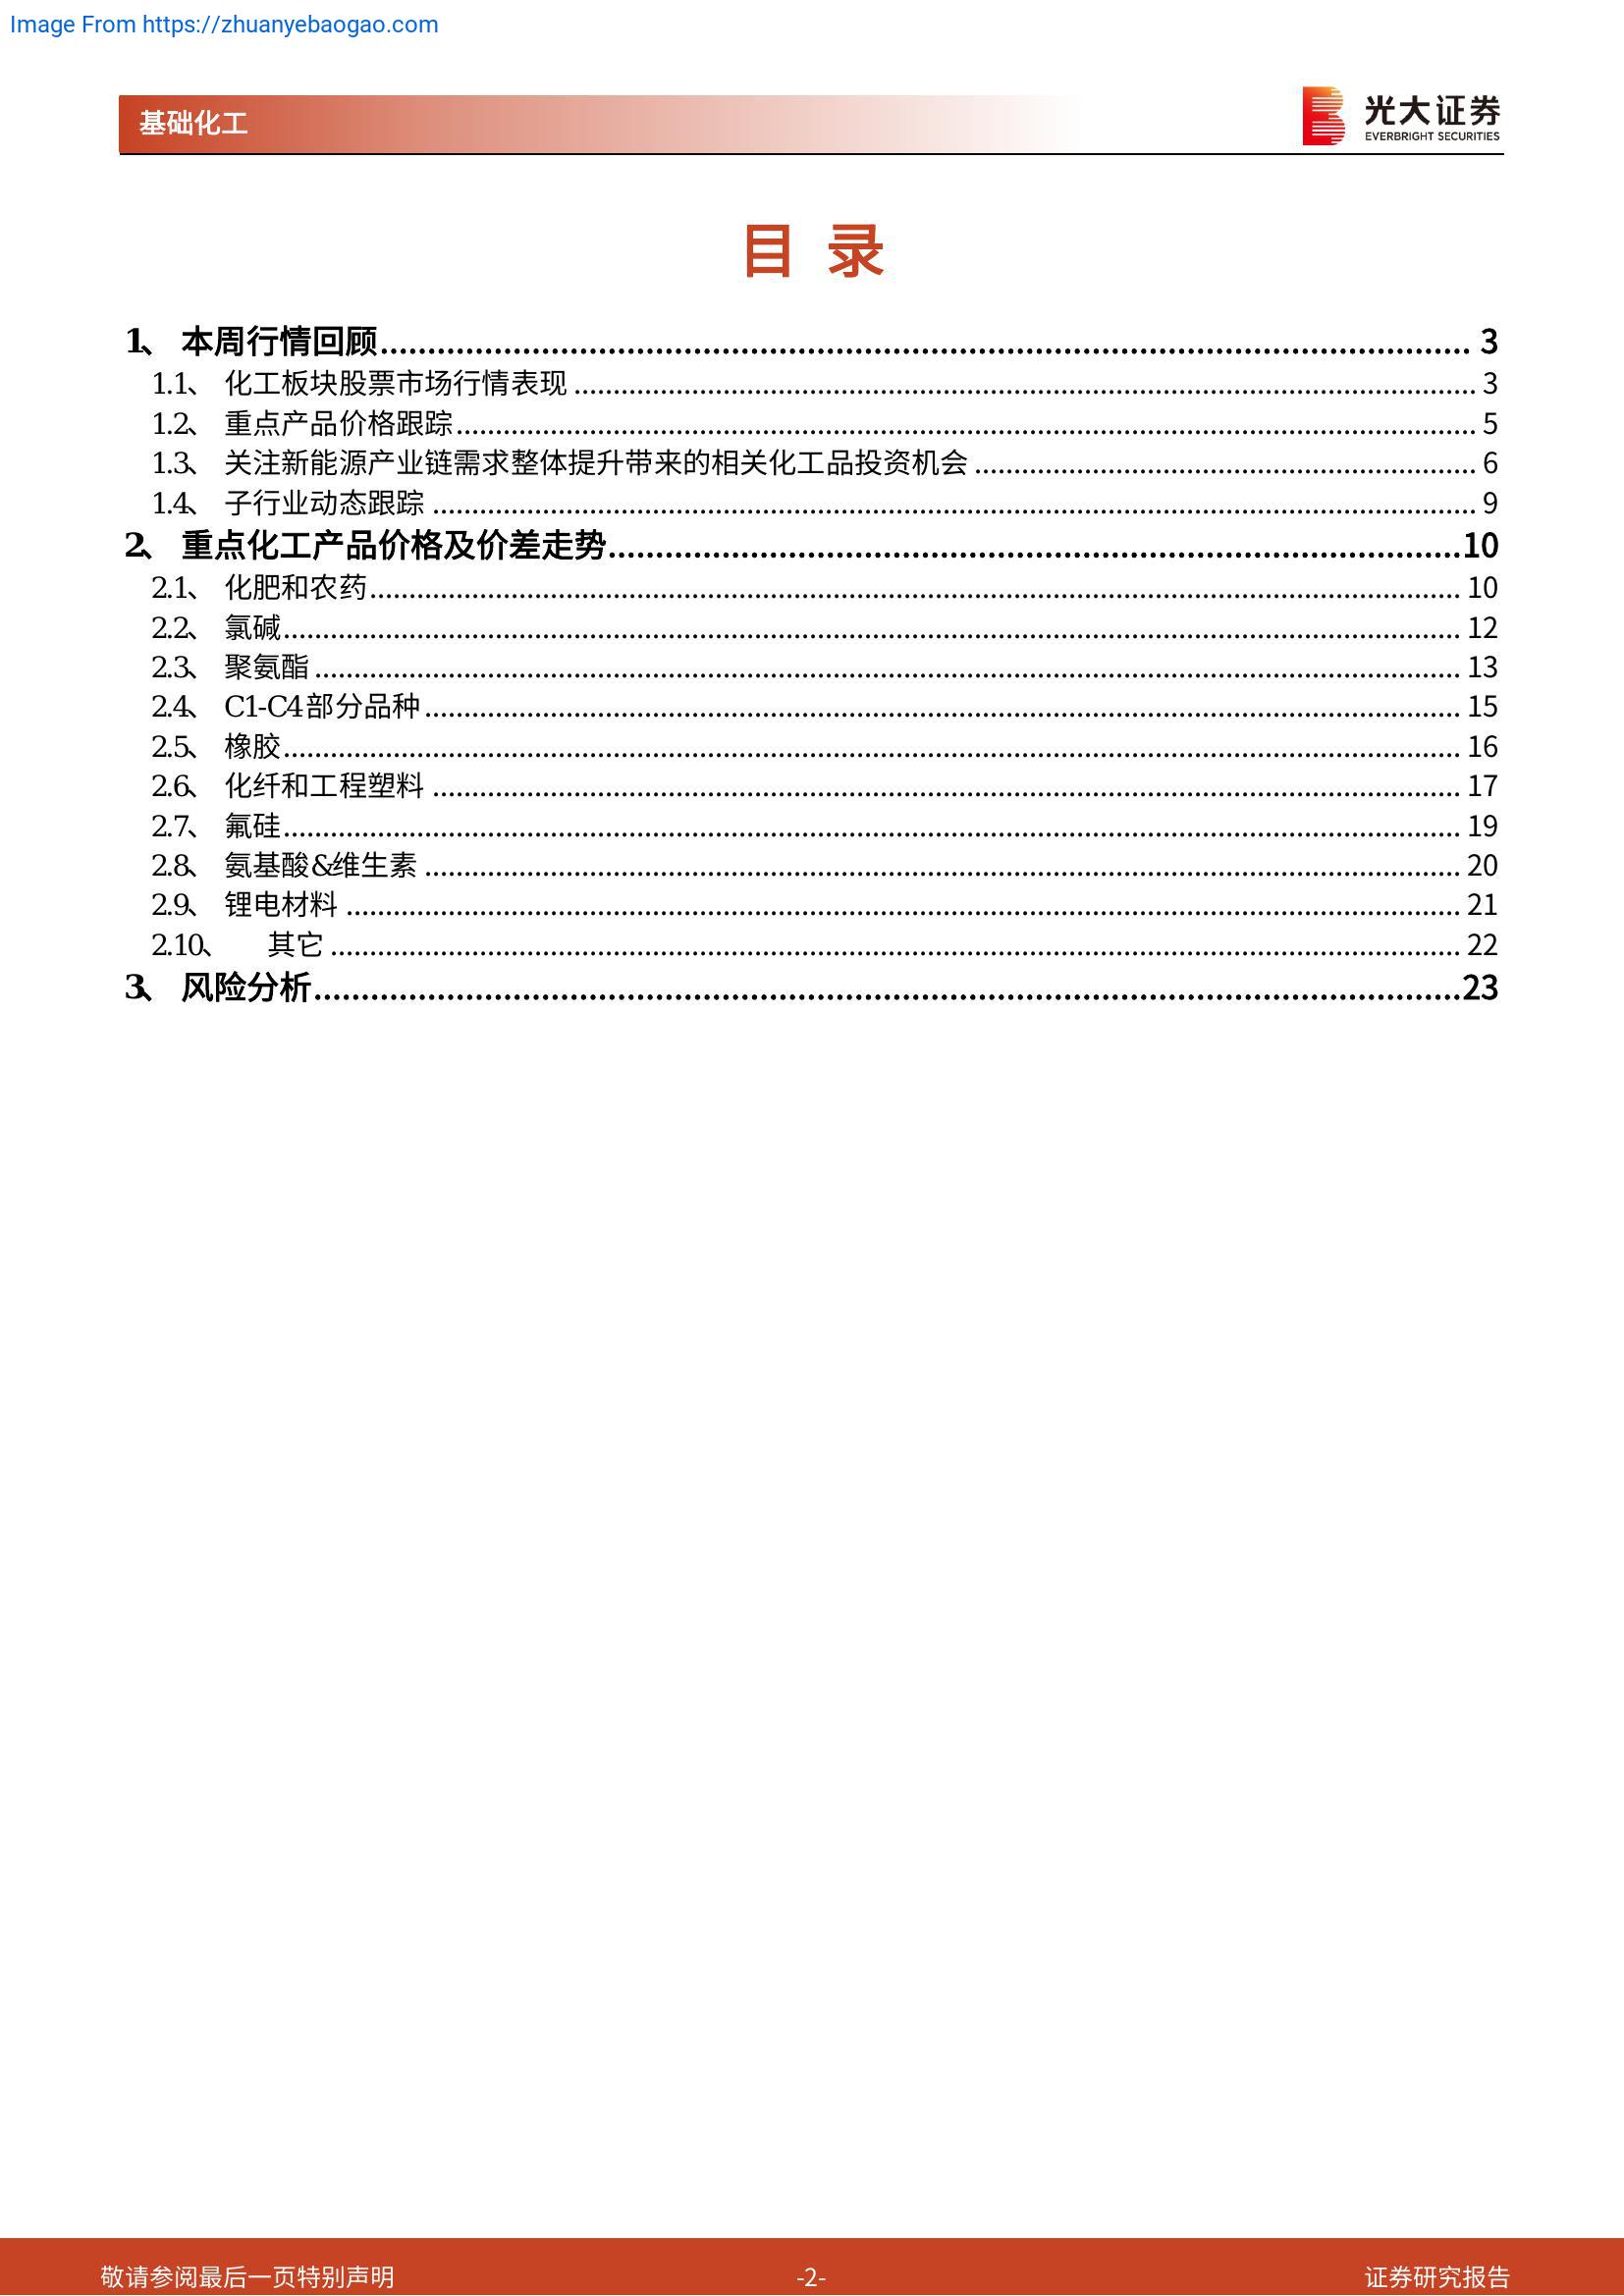 Image From https://zhuanyebaogao.com
基础化工
光大证券
EVERBRIGHT SECURITIES
目 录
1、 本周行情回顾........ 3
1.1、 化工板块股票市场行情表现........ 3
1.2、 重点产品价格跟踪........ 5
1.3、 关注新能源产业链需求整体提升带来的相关化工品投资机会........ 6
1.4、 子行业动态跟踪........ 9
2、 重点化工产品价格及价差走势........10
2.1、 化肥和农药........ 10
2.2、 氯碱........ 12
2.3、 聚氨酯........ 13
2.4、 C1-C4部分品种........ 15
2.5、 橡胶........ 16
2.6、 化纤和工程塑料........ 17
2.7、 氟硅........ 19
2.8、 氨基酸&维生素........ 20
2.9、 锂电材料........ 21
2.10、 其它........ 22
3、 风险分析........23
敬请参阅最后一页特别声明 -2- 证券研究报告